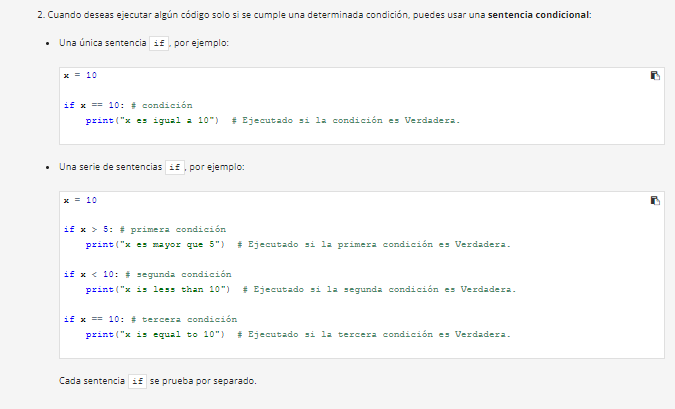 2. Cuando deseas ejecutar algún código solo si se cumple una determinada condición, puedes usar una sentencia condicional:
• Una única sentencia if, por ejemplo:
x = 10
if x == 10: # condición
    print("x es igual a 10")  # Ejecutado si la condición es Verdadera.
• Una serie de sentencias if, por ejemplo:
x = 10
if x > 5: # primera condición
    print("x es mayor que 5")  # Ejecutado si la primera condición es Verdadera.
if x < 10: # segunda condición
    print("x is less than 10")  # Ejecutado si la segunda condición es Verdadera.
if x == 10: # tercera condición
    print("x is equal to 10")  # Ejecutado si la tercera condición es Verdadera.
Cada sentencia if se prueba por separado.